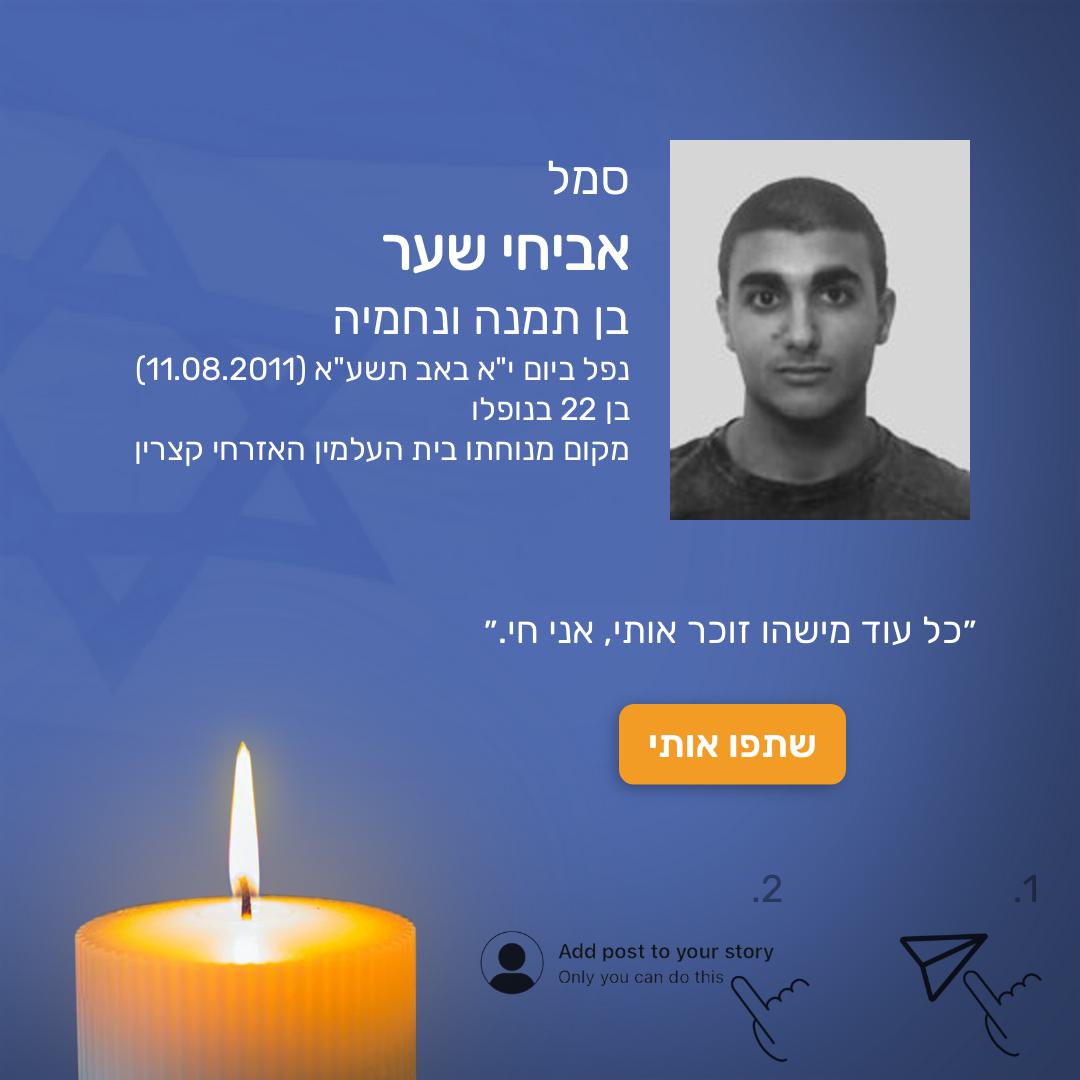 סמל
אביחי שער
בן תמנה ונחמיה
נפל ביום י"א באב תשע"א (11.08.2011)
בן 22 בנופלו
מקום מנוחתו בית העלמין האזרחי קצרין
״כל עוד מישהו זוכר אותי, אני חי.״
שתפו אותי
.1
.2
Add post to your story
Only you can do this